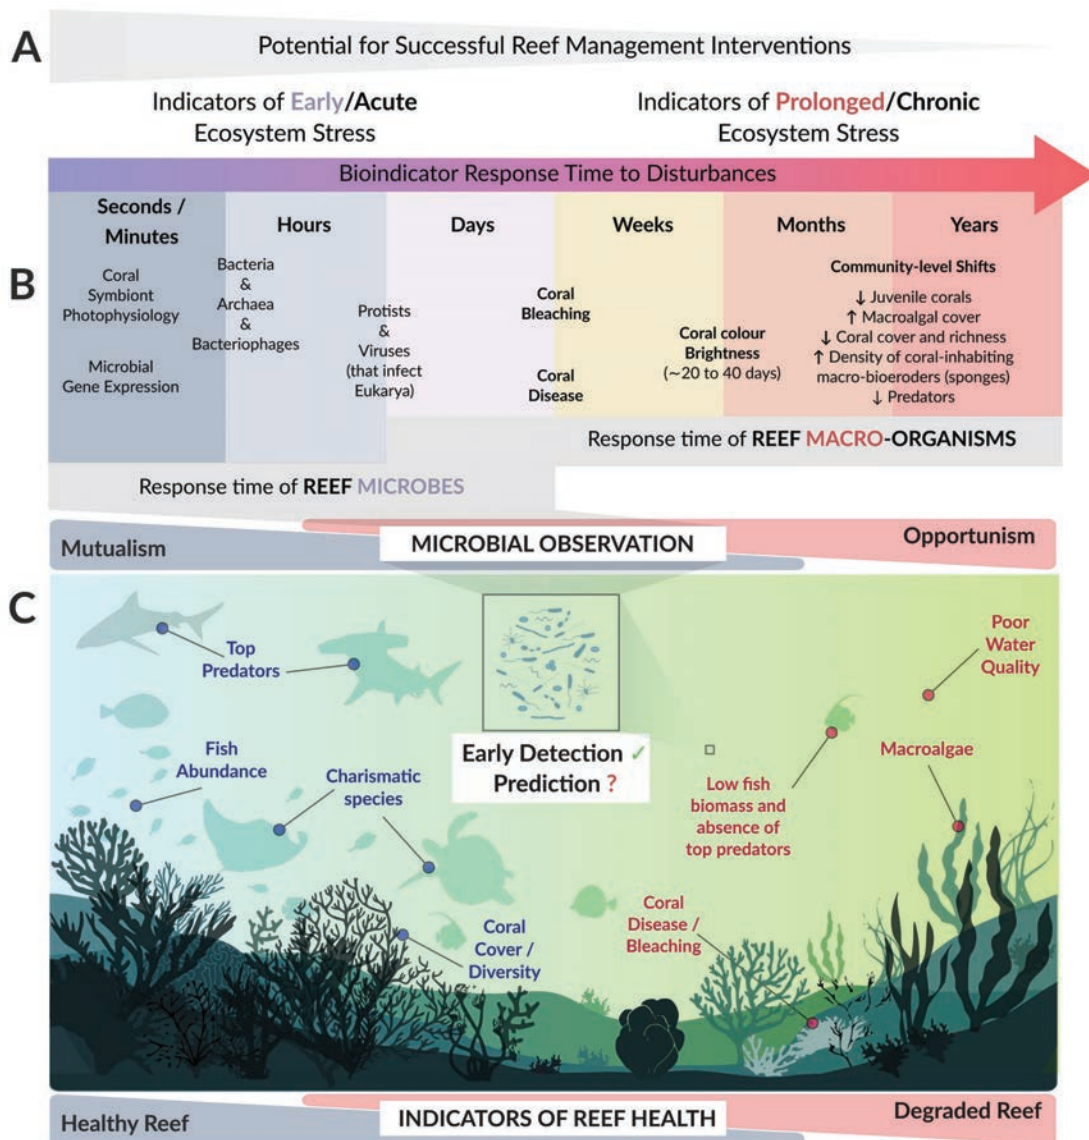 A
Potential for Successful Reef Management Interventions
Indicators of Early/Acute
Ecosystem Stress
Indicators of Prolonged/Chronic
Ecosystem Stress
Bioindicator Response Time to Disturbances
B
Seconds /
Minutes
Hours
Days
Weeks
Months
Years
Coral
Symbiont
Photophysiology
Microbial
Gene Expression
Bacteria
&
Archaea
&
Bacteriophages
Protists
&
Viruses
(that infect
Eukarya)
Coral
Bleaching
Coral
Disease
Coral colour
Brightness
(~20 to 40 days)
Community-level Shifts
↓ Juvenile corals
↑ Macroalgal cover
↓ Coral cover and richness
↑ Density of coral-inhabiting
macro-bioeroders (sponges)
↓ Predators
Response time of REEF MACRO-ORGANISMS
Response time of REEF MICROBES
Mutualism
MICROBIAL OBSERVATION
Opportunism
C
Top
Predators
Fish
Abundance
Charismatic
species
Coral
Cover /
Diversity
Early Detection ✓
Prediction ?
Poor
Water
Quality
Macroalgae
Low fish
biomass and
absence of
top predators
Coral
Disease /
Bleaching
Healthy Reef
INDICATORS OF REEF HEALTH
Degraded Reef